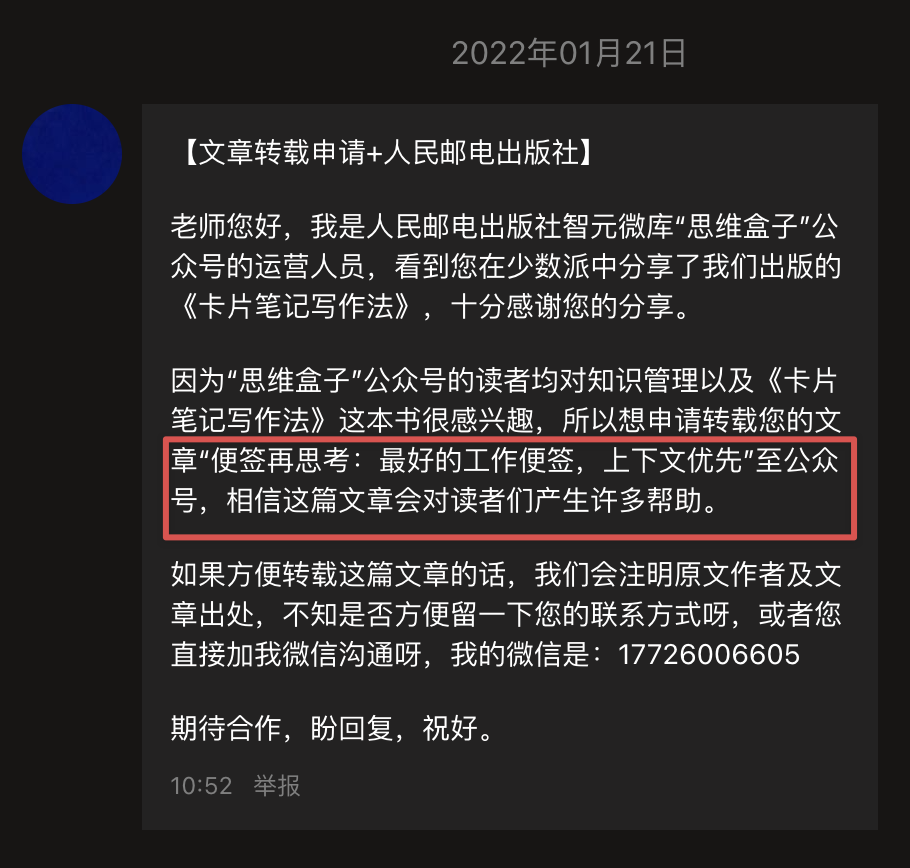 2022年01月21日
【文章转载申请+人民邮电出版社】
老师您好，我是人民邮电出版社智元微库“思维盒子”公
众号的运营人员，看到您在少数派中分享了我们出版的
《卡片笔记写作法》，十分感谢您的分享。
因为“思维盒子”公众号的读者均对知识管理以及《卡片
笔记写作法》这本书很感兴趣，所以想申请转载您的文
章“便签再思考：最好的工作便签，上下文优先”至公众
号，相信这篇文章会对读者们产生许多帮助。
如果方便转载这篇文章的话，我们会注明原文作者及文
章出处，不知是否方便留一下您的联系方式呀，或者您
直接加我微信沟通呀，我的微信是：17726006605
期待合作，盼回复，祝好。
10:52 举报